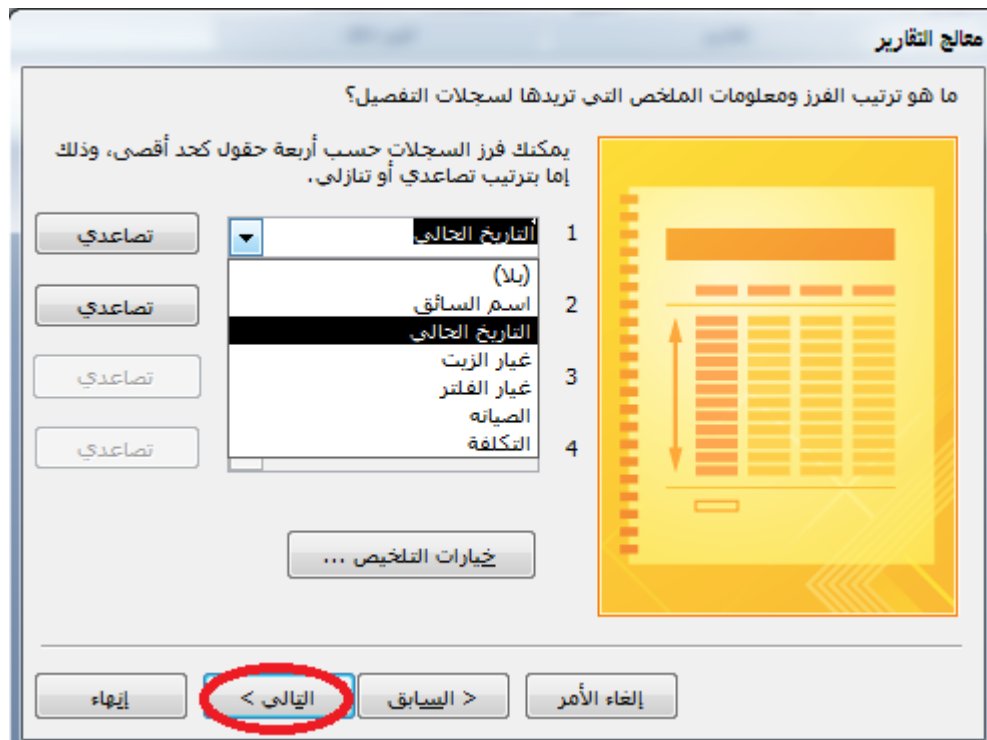 معالج التقارير
ما هو ترتيب الفرز ومعلومات الملخص التي تريدها لسجلات التفصيل؟
يمكنك فرز السجلات حسب أربعة حقول كحد أقصى، وذلك
إما بترتيب تصاعدي أو تنازلي.
1 التاريخ الحالي تصاعدي
(بلا)
2 اسم السائق تصاعدي
التاريخ الحالي
غيار الزيت
3 غيار الفلتر تصاعدي
الصيانه
4 التكلفة تصاعدي
خيارات التلخيص ...
إلغاء الأمر < السابق التالي > إنهاء